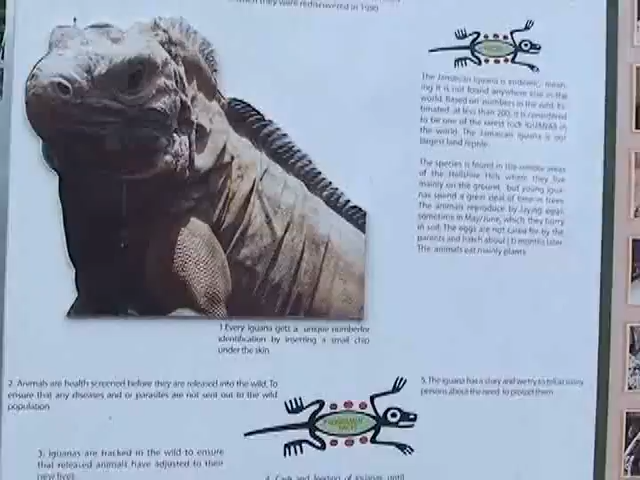 when they were rediscovered in 1990
The Jamaican Iguana is endemic, mean-
ing it is not found anywhere else in the
world. Based on numbers in the wild, Es-
timated at less than 200, it is considered
to be one of the rarest rock IGUANAS in
the world. The Jamaican Iguana is our
largest land reptile.
The species is found in the remote areas
of the Hellshire Hills where they live
mainly on the ground, but young igua-
nas spend a great deal of time in trees.
The animals reproduce by laying eggs
sometime in May/June, which they bury
in soil. The eggs are not cared for by the
parents and hatch about months later.
The animals eat mainly plants.
1.Every iguana gets a unique numberfor
identification by inserting a small chip
under the skin.
2. Animals are health screened before they are released into the wild. To
ensure that any diseases and or parasites are not sent out to the wild
population
5. The iguana has a story and we try to tell as many
persons about the need to protect them
3. Iguanas are tracked in the wild to ensure
that released animals have adjusted to their
new lives
4. Care and feeding of iguanas until